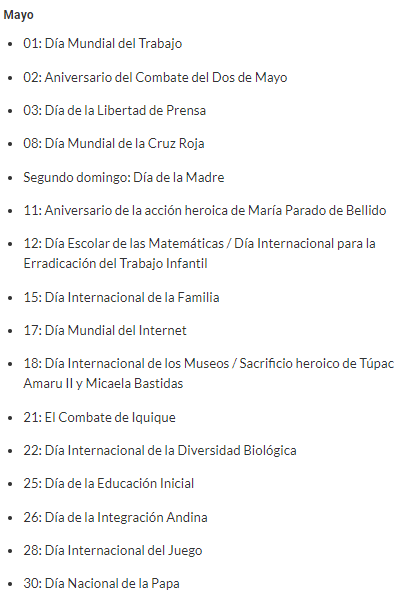 Mayo
01: Día Mundial del Trabajo
02: Aniversario del Combate del Dos de Mayo
03: Día de la Libertad de Prensa
08: Día Mundial de la Cruz Roja
Segundo domingo: Día de la Madre
11: Aniversario de la acción heroica de María Parado de Bellido
12: Día Escolar de las Matemáticas / Día Internacional para la
Erradicación del Trabajo Infantil
15: Día Internacional de la Familia
17: Día Mundial del Internet
18: Día Internacional de los Museos / Sacrificio heroico de Túpac
Amaru II y Micaela Bastidas
21: El Combate de Iquique
22: Día Internacional de la Diversidad Biológica
25: Día de la Educación Inicial
26: Día de la Integración Andina
28: Día Internacional del Juego
30: Día Nacional de la Papa